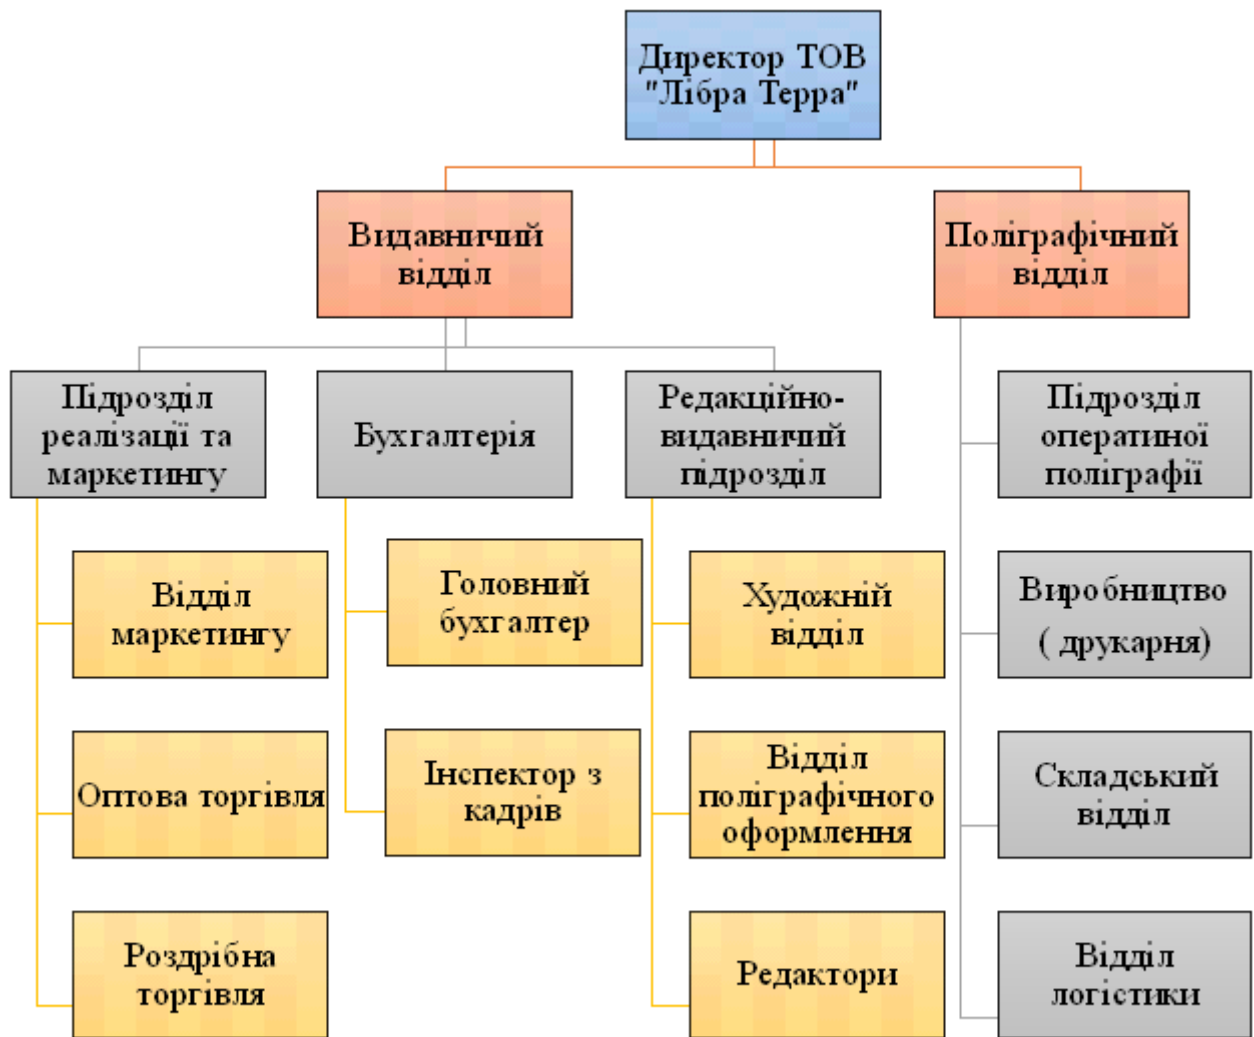 Директор ТОВ
"Лібра Терра"
Видавничий
відділ
Поліграфічний
відділ
Підрозділ
реалізації та
маркетингу
Бухгалтерія
Редакційно-
видавничий
підрозділ
Підрозділ
оператиної
поліграфії
Відділ
маркетингу
Головний
бухгалтер
Художній
відділ
Виробництво
( друкарня)
Оптова торгівля
Інспектор з
кадрів
Відділ
поліграфічного
оформлення
Складський
відділ
Роздрібна
торгівля
Редактори
Відділ
логістики